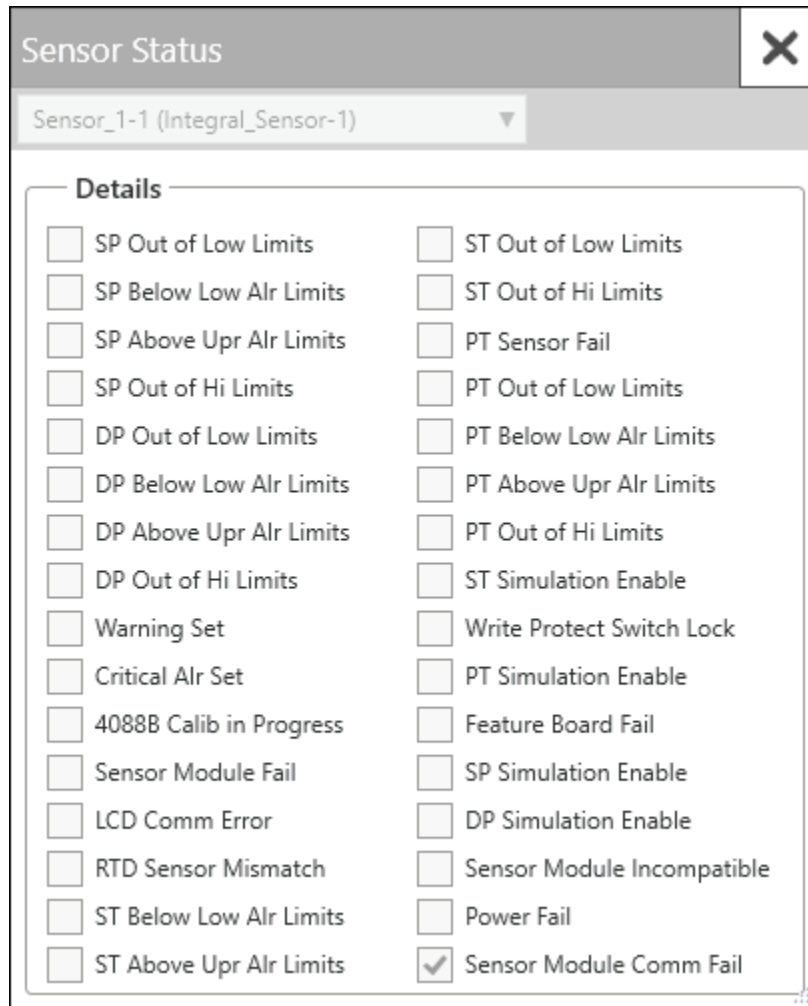 Sensor Status
Sensor_1-1 (Integral_Sensor-1)
Details
SP Out of Low Limits
SP Below Low Alr Limits
SP Above Upr Alr Limits
SP Out of Hi Limits
DP Out of Low Limits
DP Below Low Alr Limits
DP Above Upr Alr Limits
DP Out of Hi Limits
Warning Set
Critical Alr Set
4088B Calib in Progress
Sensor Module Fail
LCD Comm Error
RTD Sensor Mismatch
ST Below Low Alr Limits
ST Above Upr Alr Limits
ST Out of Low Limits
ST Out of Hi Limits
PT Sensor Fail
PT Out of Low Limits
PT Below Low Alr Limits
PT Above Upr Alr Limits
PT Out of Hi Limits
ST Simulation Enable
Write Protect Switch Lock
PT Simulation Enable
Feature Board Fail
SP Simulation Enable
DP Simulation Enable
Sensor Module Incompatible
Power Fail
Sensor Module Comm Fail